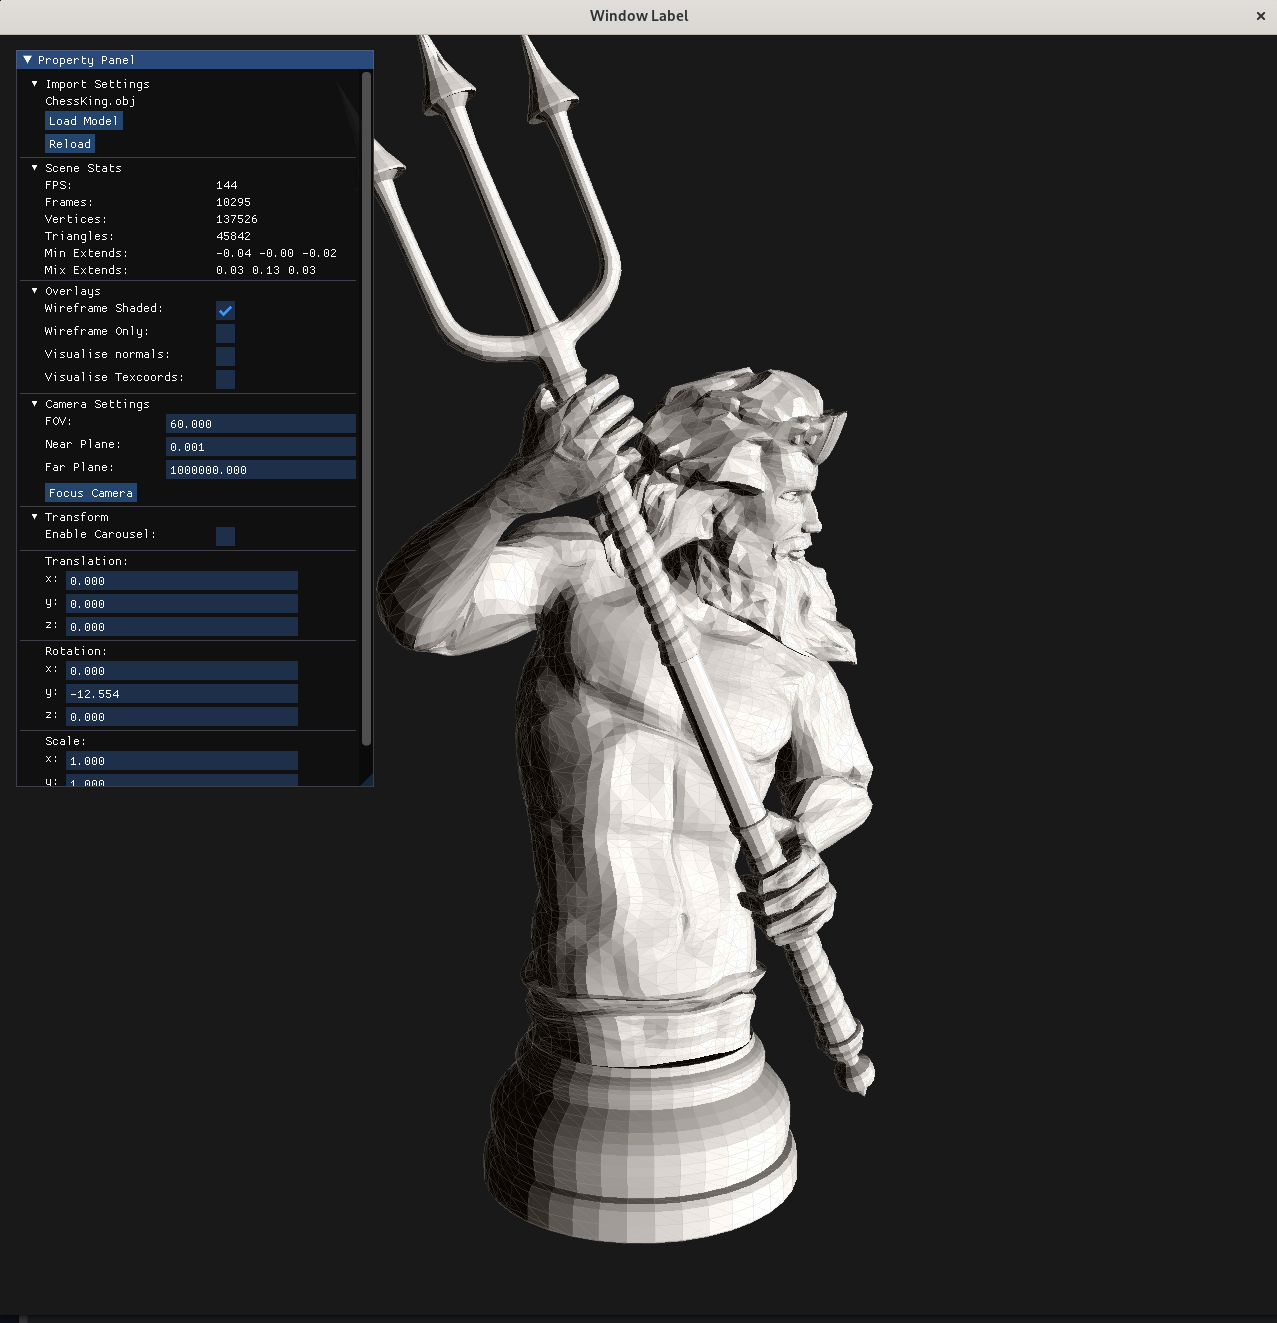 Window Label
Property Panel
Import Settings
ChessKing.obj
Load Model
Reload
Scene Stats
FPS: 144
Frames: 10295
Vertices: 137526
Triangles: 45842
Min Extends: -0.04 -0.00 -0.02
Mix Extends: 0.03 0.13 0.03
Overlays
Wireframe Shaded:
Wireframe Only:
Visualise normals:
Visualise Texcoords:
Camera Settings
FOV: 60.000
Near Plane: 0.001
Far Plane: 1000000.000
Focus Camera
Transform
Enable Carousel:
Translation:
x: 0.000
y: 0.000
z: 0.000
Rotation:
x: 0.000
y: -12.554
z: 0.000
Scale:
x: 1.000
y: 1.000